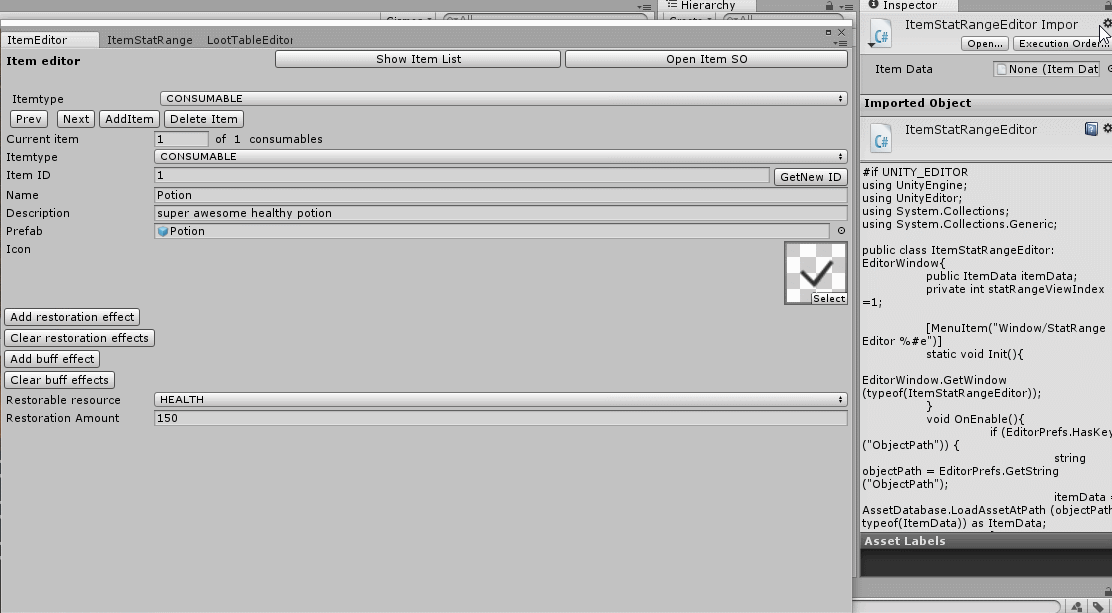 Hierarchy
Inspector
ItemEditor
ItemStatRange
LootTableEditor
Item editor
Show Item List
Open Item SO
Itemtype
CONSUMABLE
Prev
Next
AddItem
Delete Item
Current item
1
of 1 consumables
Itemtype
CONSUMABLE
Item ID
1
GetNew ID
Name
Potion
Description
super awesome healthy potion
Prefab
Potion
Icon
Select
Add restoration effect
Clear restoration effects
Add buff effect
Clear buff effects
Restorable resource
HEALTH
Restoration Amount
150
ItemStatRangeEditor Impor
Open...
Execution Order...
Item Data
None (Item Dat
Imported Object
ItemStatRangeEditor
#if UNITY_EDITOR
using UnityEngine;
using UnityEditor;
using System.Collections;
using System.Collections.Generic;
public class ItemStatRangeEditor:
EditorWindow{
public ItemData itemData;
private int statRangeViewIndex
=1;
[MenuItem("Window/StatRange
Editor %#e")]
static void Init(){
EditorWindow.GetWindow
(typeof(ItemStatRangeEditor));
}
void OnEnable(){
if (EditorPrefs.HasKey
("ObjectPath")) {
string
objectPath = EditorPrefs.GetString
("ObjectPath");
itemData =
AssetDatabase.LoadAssetAtPath (objectPath
typeof(ItemData)) as ItemData;
Asset Labels